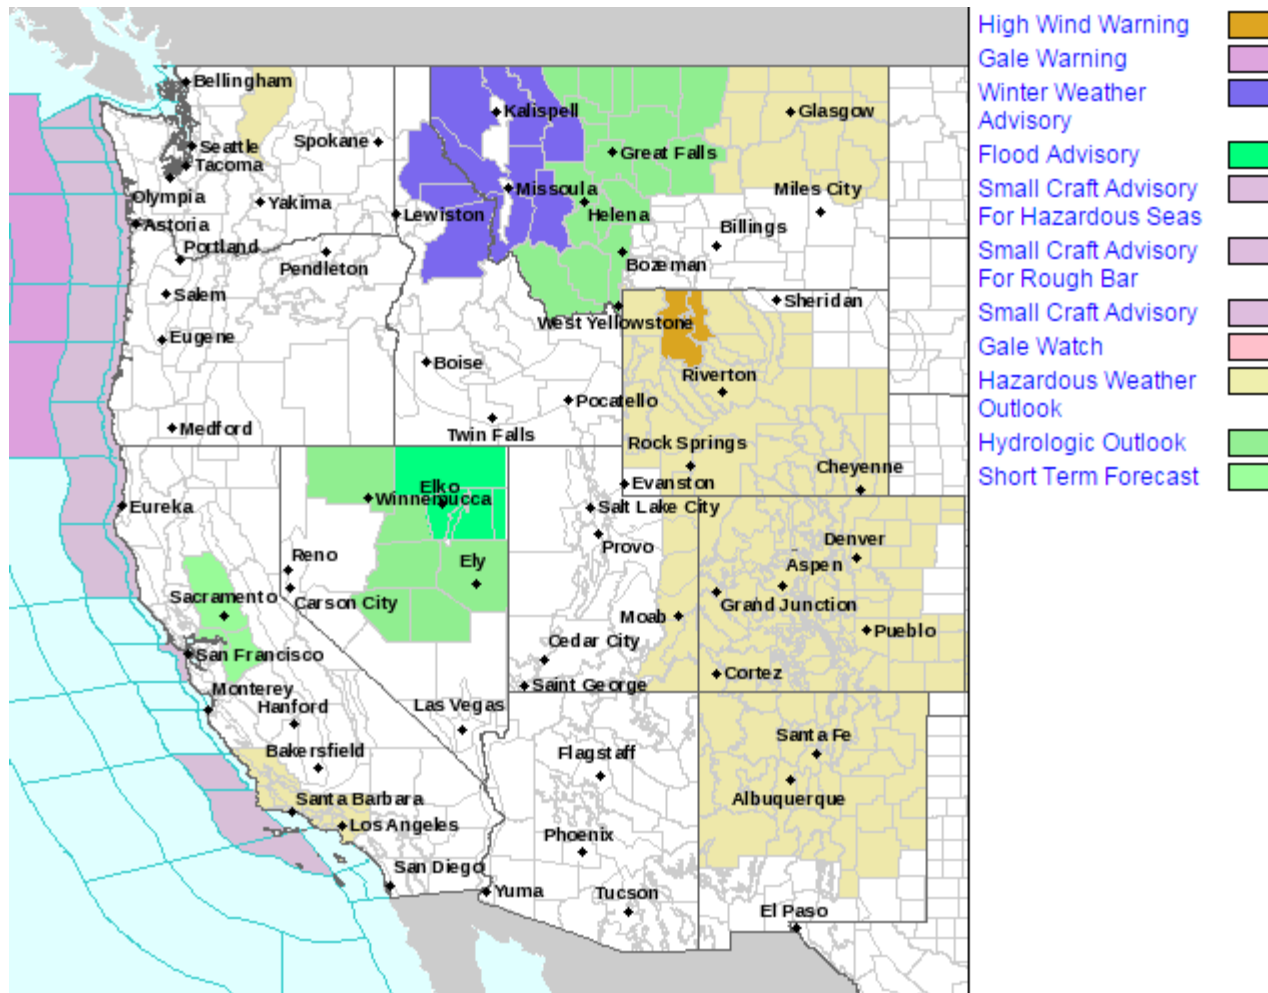 High Wind Warning
Gale Warning
Winter Weather
Advisory
Flood Advisory
Small Craft Advisory
For Hazardous Seas
Small Craft Advisory
For Rough Bar
Small Craft Advisory
Gale Watch
Hazardous Weather
Outlook
Hydrologic Outlook
Short Term Forecast
Bellingham
Seattle
Tacoma
Olympia
Spokane
Yakima
Astoria
Portland
Pendleton
Salem
Eugene
Medford
Kalispell
Missoula
Lewiston
Great Falls
Helena
Glasgow
Miles City
Billings
Bozeman
West Yellowstone
Sheridan
Boise
Pocatello
Twin Falls
Riverton
Rock Springs
Cheyenne
Evanston
Eureka
Winnemucca
Elko
Ely
Reno
Carson City
Salt Lake City
Provo
Moab
Cedar City
Saint George
Denver
Aspen
Grand Junction
Pueblo
Cortez
Sacramento
San Francisco
Monterey
Hanford
Bakersfield
Las Vegas
Santa Barbara
Los Angeles
San Diego
Yuma
Flagstaff
Phoenix
Tucson
Santa Fe
Albuquerque
El Paso